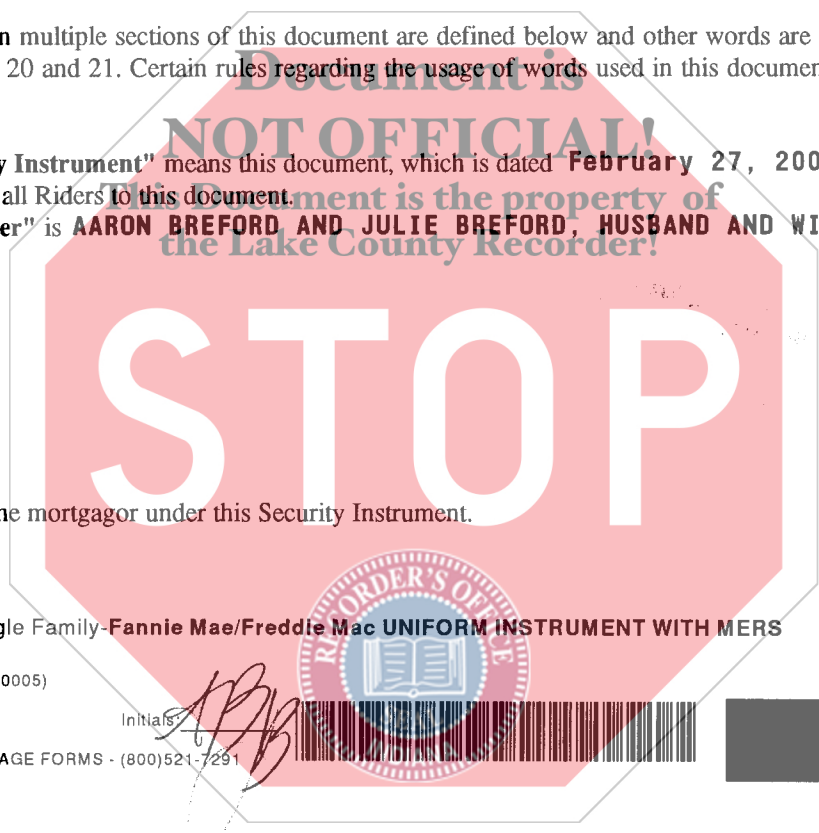 n multiple sections of this document are defined below and other words are
20 and 21. Certain rules regarding the usage of words used in this documen
Document is
NOT OFFICIAL!
y Instrument" means this document, which is dated February 27, 200
all Riders to this document.
This Document is the property of
er" is AARON BREFORD AND JULIE BREFORD, HUSBAND AND WI
the Lake County Recorder!
STOP
he mortgagor under this Security Instrument.
RECORDER'S OFFICE
gle Family-Fannie Mae/Freddie Mac UNIFORM INSTRUMENT WITH MERS
0005)
Initials:
SEAL
INDIANA
AGE FORMS - (800)521-7291